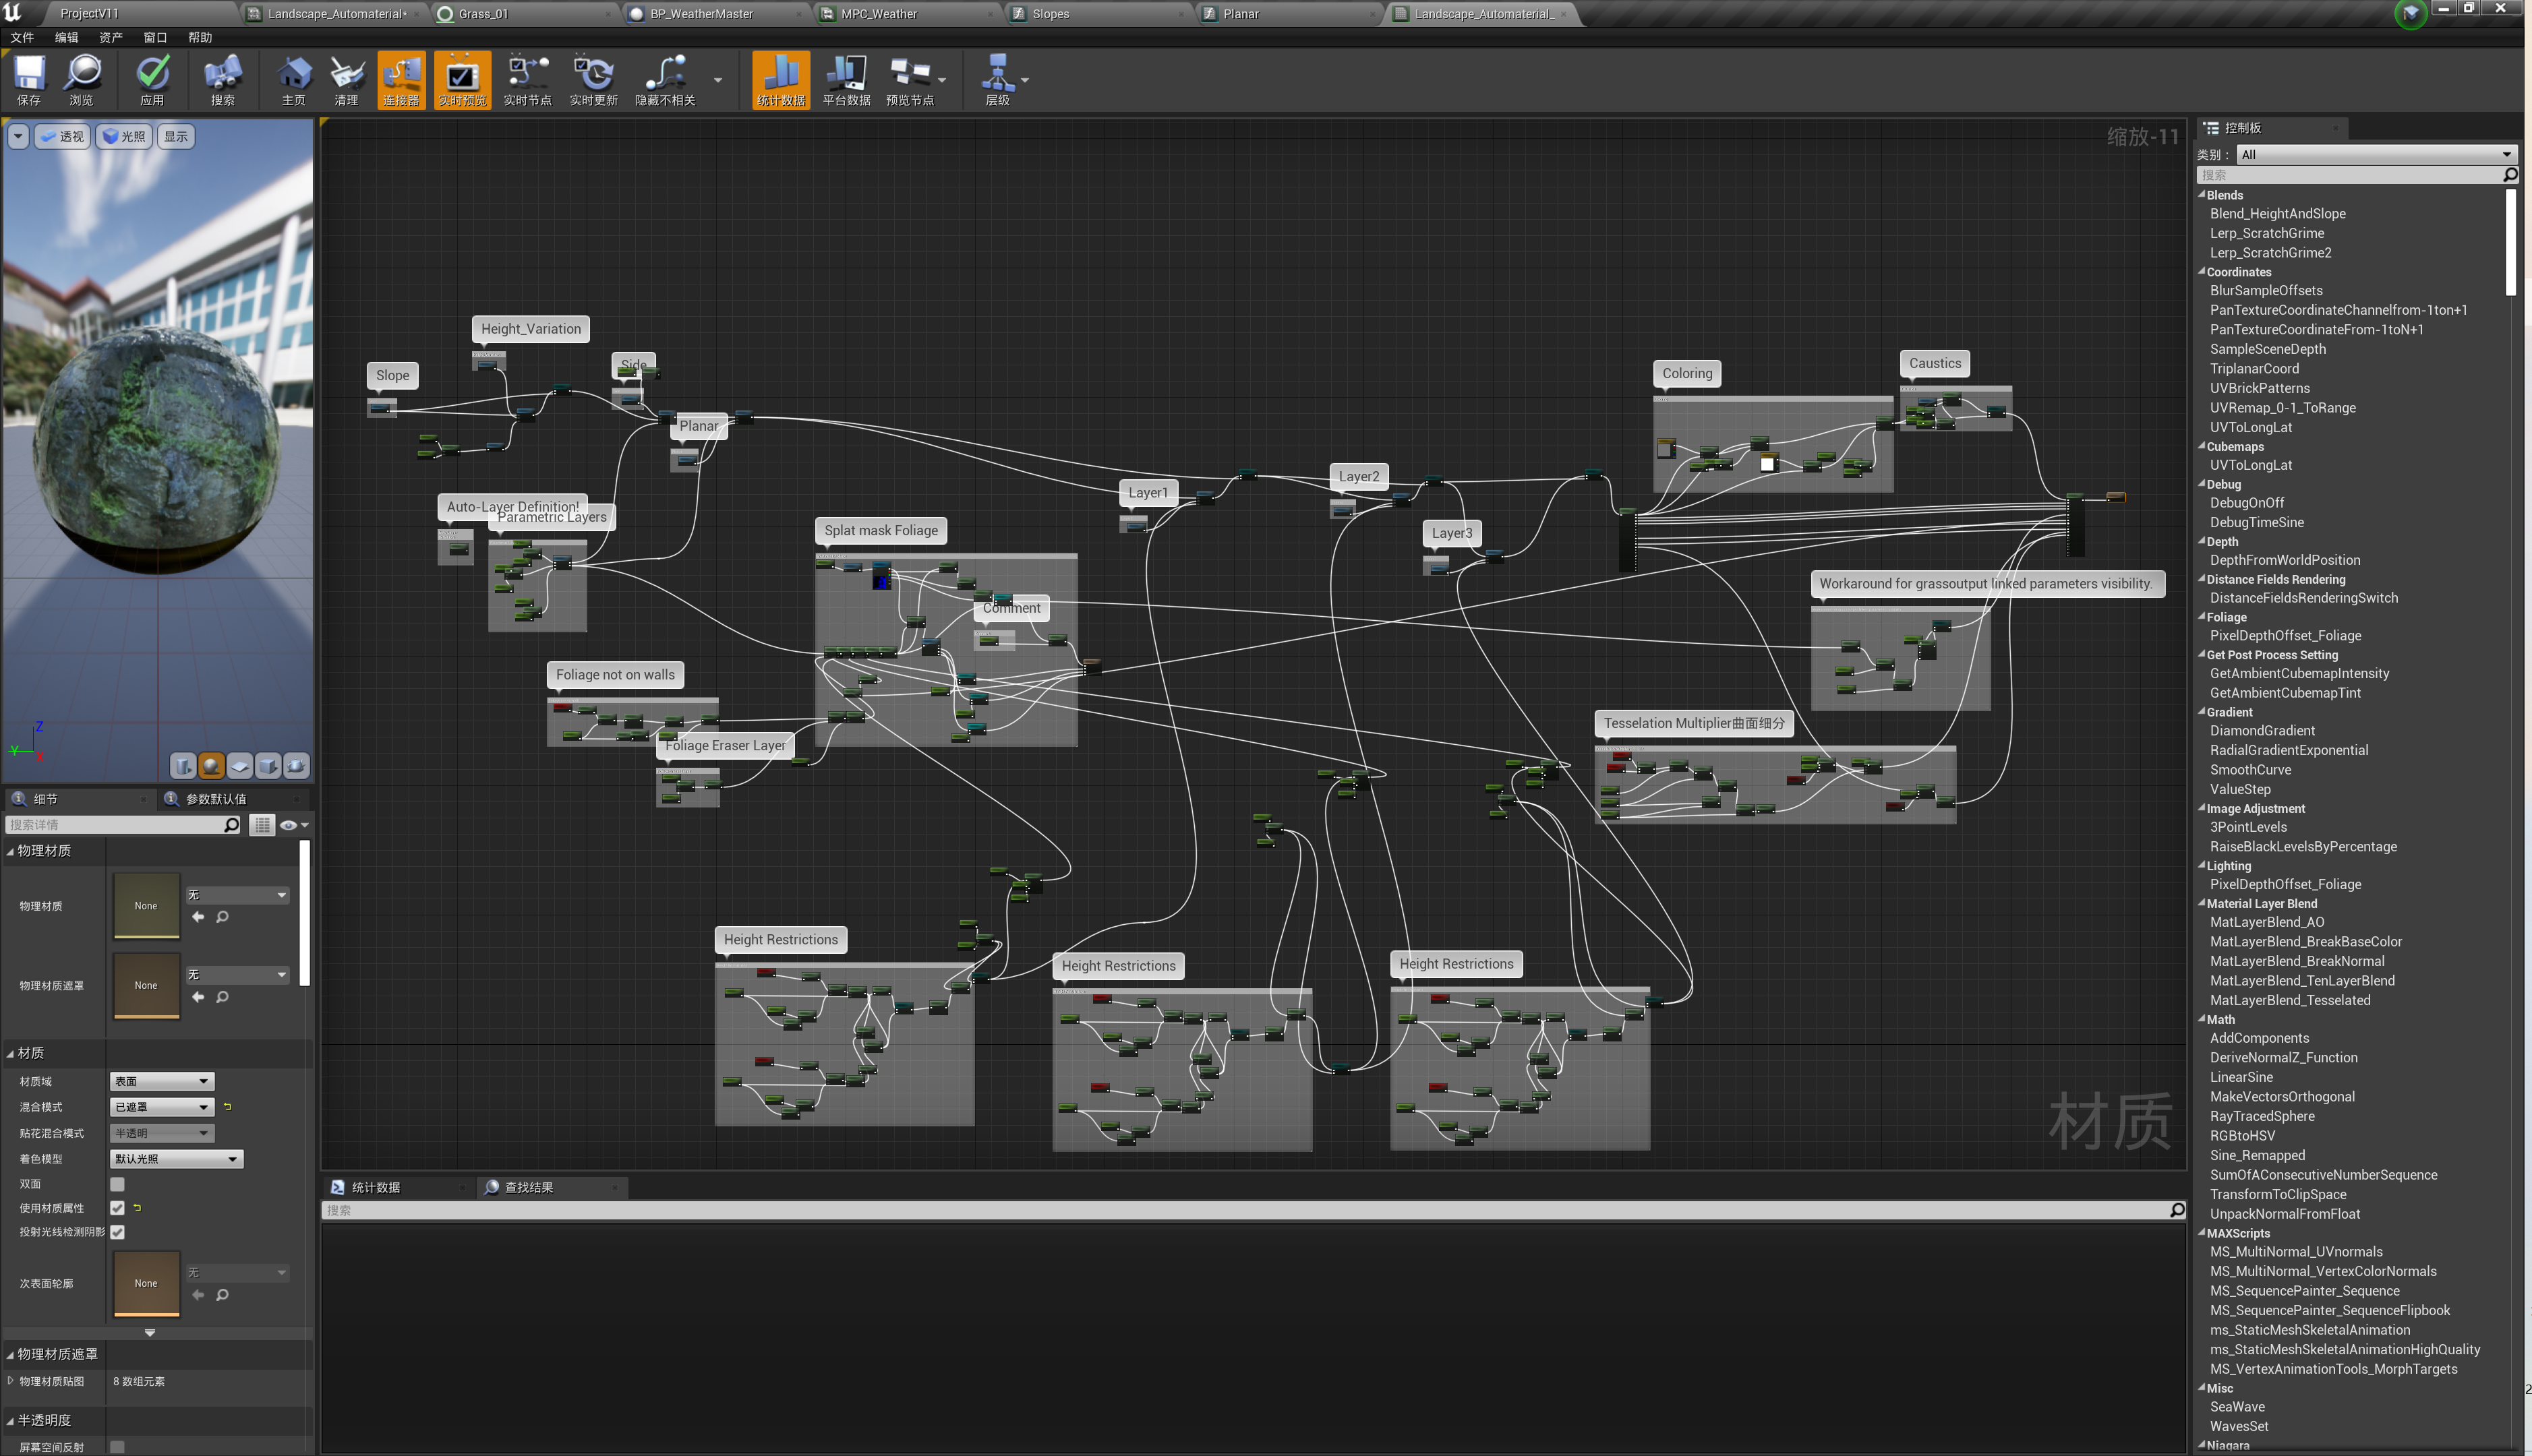 ProjectV11
Landscape_Automaterial*
Grass_01
BP_WeatherMaster
MPC_Weather
Slopes
Planar
Landscape_Automaterial_
文件 编辑 资产 窗口 帮助
保存
浏览
应用
搜索
主页
清理
连接器
实时预览
实时节点
实时更新
隐藏不相关
统计数据
平台数据
预览节点
层级
透视
光照
显示
Z
Y
X
缩放-11
Height_Variation
Slope
Side
Planar
Auto-Layer Definition!
Parametric Layers
Splat mask Foliage
Comment
Foliage not on walls
Foliage Eraser Layer
Layer1
Layer2
Layer3
Coloring
Caustics
Workaround for grassoutput linked parameters visibility.
Tesselation Multiplier曲面细分
Height Restrictions
Height Restrictions
Height Restrictions
材质
细节
参数默认值
搜索详情
物理材质
物理材质
None
无
物理材质遮罩
None
无
材质
材质域
表面
混合模式
已遮罩
贴花混合模式
半透明
着色模型
默认光照
双面
使用材质属性
投射光线检测阴影
次表面轮廓
None
无
物理材质遮罩
物理材质贴图
8 数组元素
半透明度
屏幕空间反射
统计数据
查找结果
搜索
控制板
类别：
All
搜索
Blends
Blend_HeightAndSlope
Lerp_ScratchGrime
Lerp_ScratchGrime2
Coordinates
BlurSampleOffsets
PanTextureCoordinateChannelfrom-1ton+1
PanTextureCoordinateFrom-1toN+1
SampleSceneDepth
TriplanarCoord
UVBrickPatterns
UVRemap_0-1_ToRange
UVToLongLat
Cubemaps
UVToLongLat
Debug
DebugOnOff
DebugTimeSine
Depth
DepthFromWorldPosition
Distance Fields Rendering
DistanceFieldsRenderingSwitch
Foliage
PixelDepthOffset_Foliage
Get Post Process Setting
GetAmbientCubemapIntensity
GetAmbientCubemapTint
Gradient
DiamondGradient
RadialGradientExponential
SmoothCurve
ValueStep
Image Adjustment
3PointLevels
RaiseBlackLevelsByPercentage
Lighting
PixelDepthOffset_Foliage
Material Layer Blend
MatLayerBlend_AO
MatLayerBlend_BreakBaseColor
MatLayerBlend_BreakNormal
MatLayerBlend_TenLayerBlend
MatLayerBlend_Tesselated
Math
AddComponents
DeriveNormalZ_Function
LinearSine
MakeVectorsOrthogonal
RayTracedSphere
RGBtoHSV
Sine_Remapped
SumOfAConsecutiveNumberSequence
TransformToClipSpace
UnpackNormalFromFloat
MAXScripts
MS_MultiNormal_UVnormals
MS_MultiNormal_VertexColorNormals
MS_SequencePainter_Sequence
MS_SequencePainter_SequenceFlipbook
ms_StaticMeshSkeletalAnimation
ms_StaticMeshSkeletalAnimationHighQuality
MS_VertexAnimationTools_MorphTargets
Misc
SeaWave
WavesSet
Niagara